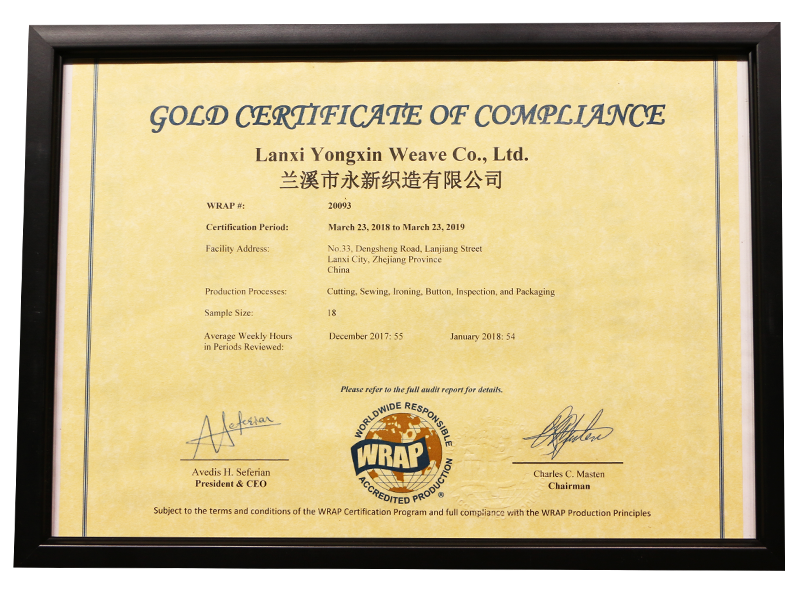 GOLD CERTIFICATE OF COMPLIANCE
Lanxi Yongxin Weave Co., Ltd.
兰溪市永新织造有限公司
WRAP #: 20093
Certification Period: March 23, 2018 to March 23, 2019
Facility Address: No.33, Dengsheng Road, Lanjiang Street
Lanxi City, Zhejiang Province
China
Production Processes: Cutting, Sewing, Ironing, Button, Inspection, and Packaging
Sample Size: 18
Average Weekly Hours December 2017: 55 January 2018: 54
in Periods Reviewed:
Please refer to the full audit report for details.
WORLDWIDE RESPONSIBLE
WRAP
ACCREDITED PRODUCTION®
Avedis H. Seferian
President & CEO
Charles C. Masten
Chairman
Subject to the terms and conditions of the WRAP Certification Program and full compliance with the WRAP Production Principles